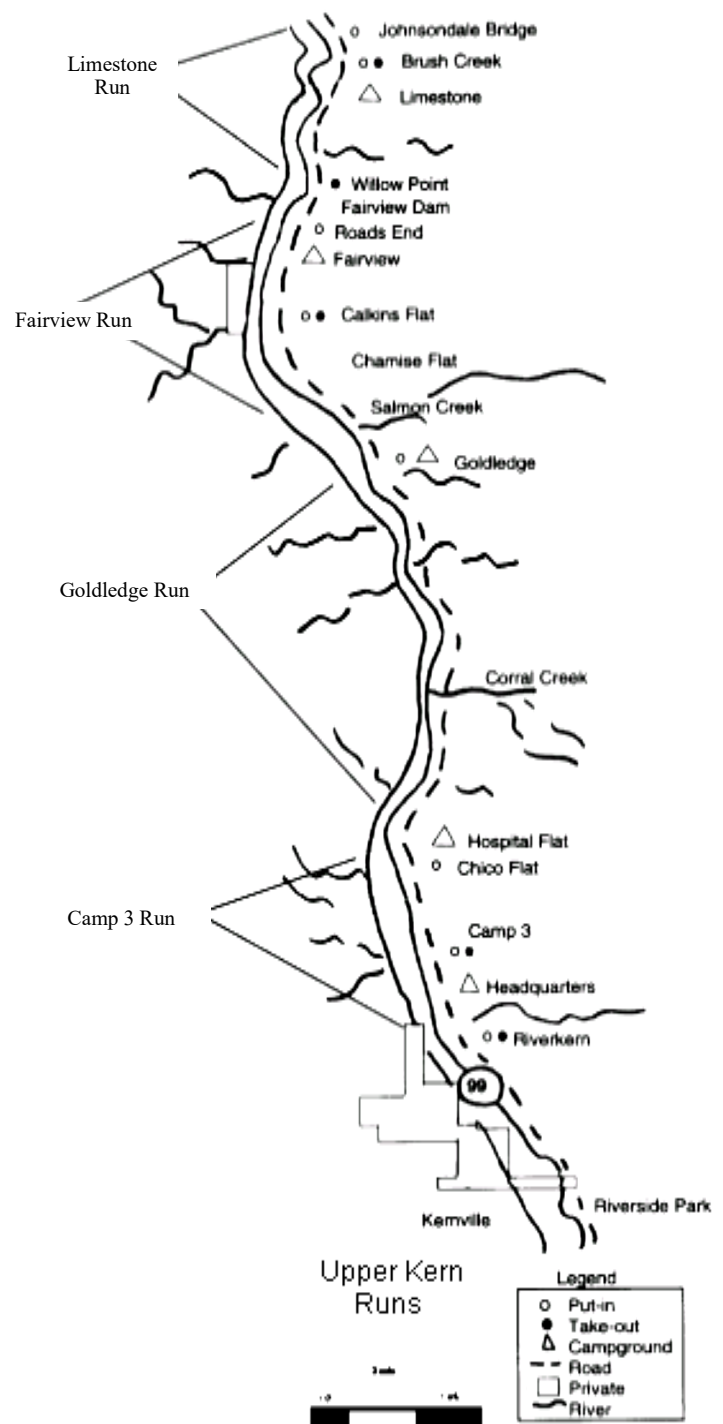 Johnsondale Bridge
Limestone
Run
Brush Creek
Limestone
Willow Point
Fairview Dam
Roads End
Fairview
Fairview Run
Calkins Flat
Chamise Flat
Salmon Creek
Goldledge
Goldledge Run
Corral Creek
Hospital Flat
Chico Flat
Camp 3 Run
Camp 3
Headquarters
Riverkern
99
Riverside Park
Kernville
Upper Kern
Runs
Legend
Put-in
Take-out
Campground
Road
Private
River